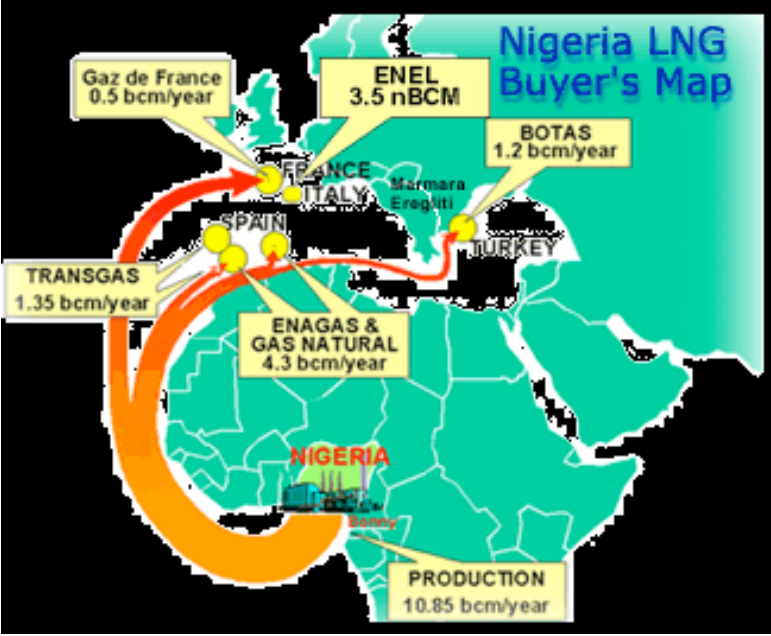 Nigeria LNG
Buyer's Map
Gaz de France
0.5 bcm/year
ENEL
3.5 nBCM
BOTAS
1.2 bcm/year
FRANCE
ITALY
Marmara
Eregliti
SPAIN
TURKEY
TRANSGAS
1.35 bcm/year
ENAGAS &
GAS NATURAL
4.3 bcm/year
NIGERIA
Bonny
PRODUCTION
10.85 bcm/year